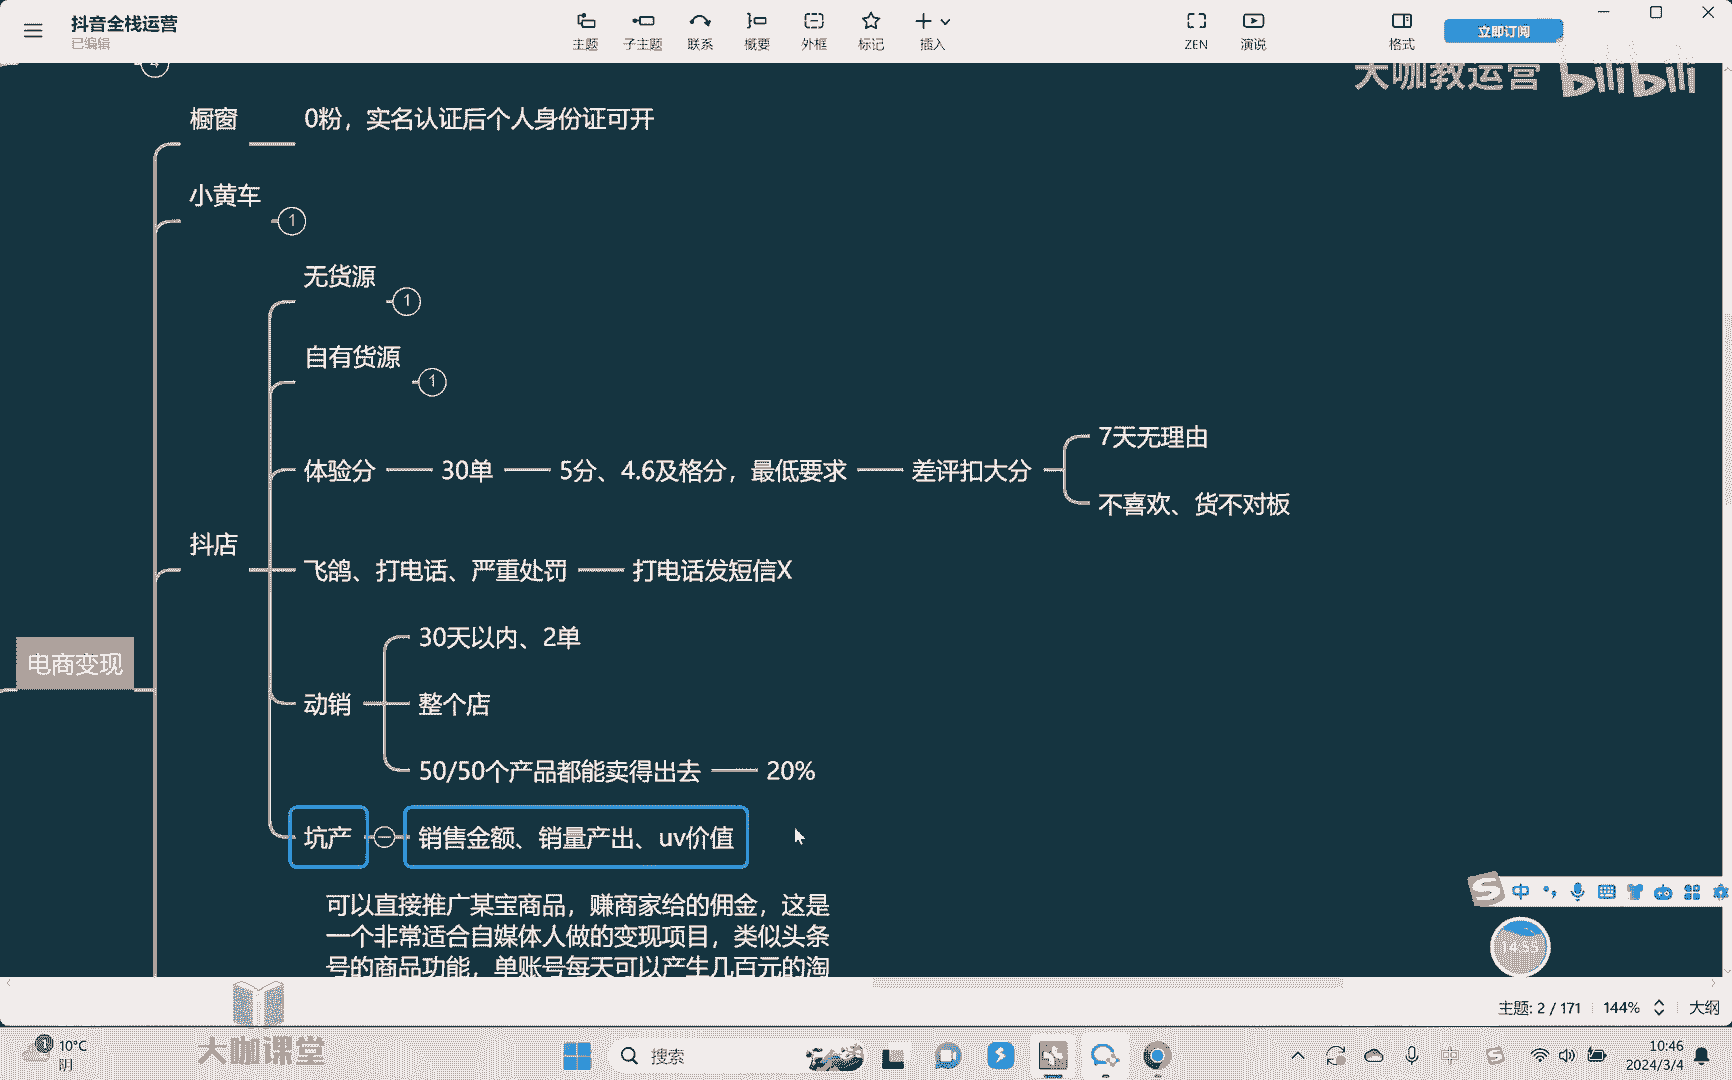 抖音全栈运营
已编辑
主题
子主题
联系
概要
外框
标记
插入
ZEN
演说
格式
立即订阅
大咖教运营 bilibili
4
橱窗
0粉，实名认证后个人身份证可开
小黄车
1
无货源
1
自有货源
1
体验分
30单
5分、4.6及格分，最低要求
差评扣大分
7天无理由
不喜欢、货不对板
抖店
飞鸽、打电话、严重处罚
打电话发短信X
电商变现
动销
30天以内、2单
整个店
50/50个产品都能卖得出去
20%
坑产
销售金额、销量产出、uv价值
可以直接推广某宝商品，赚商家给的佣金，这是
一个非常适合自媒体人做的变现项目，类似头条
号的商品功能，单账号每天可以产生几百元的淘
中
14:55
主题: 2 / 171
144%
大纲
大咖课堂
1
10°C
阴
搜索
中
10:46
2024/3/4